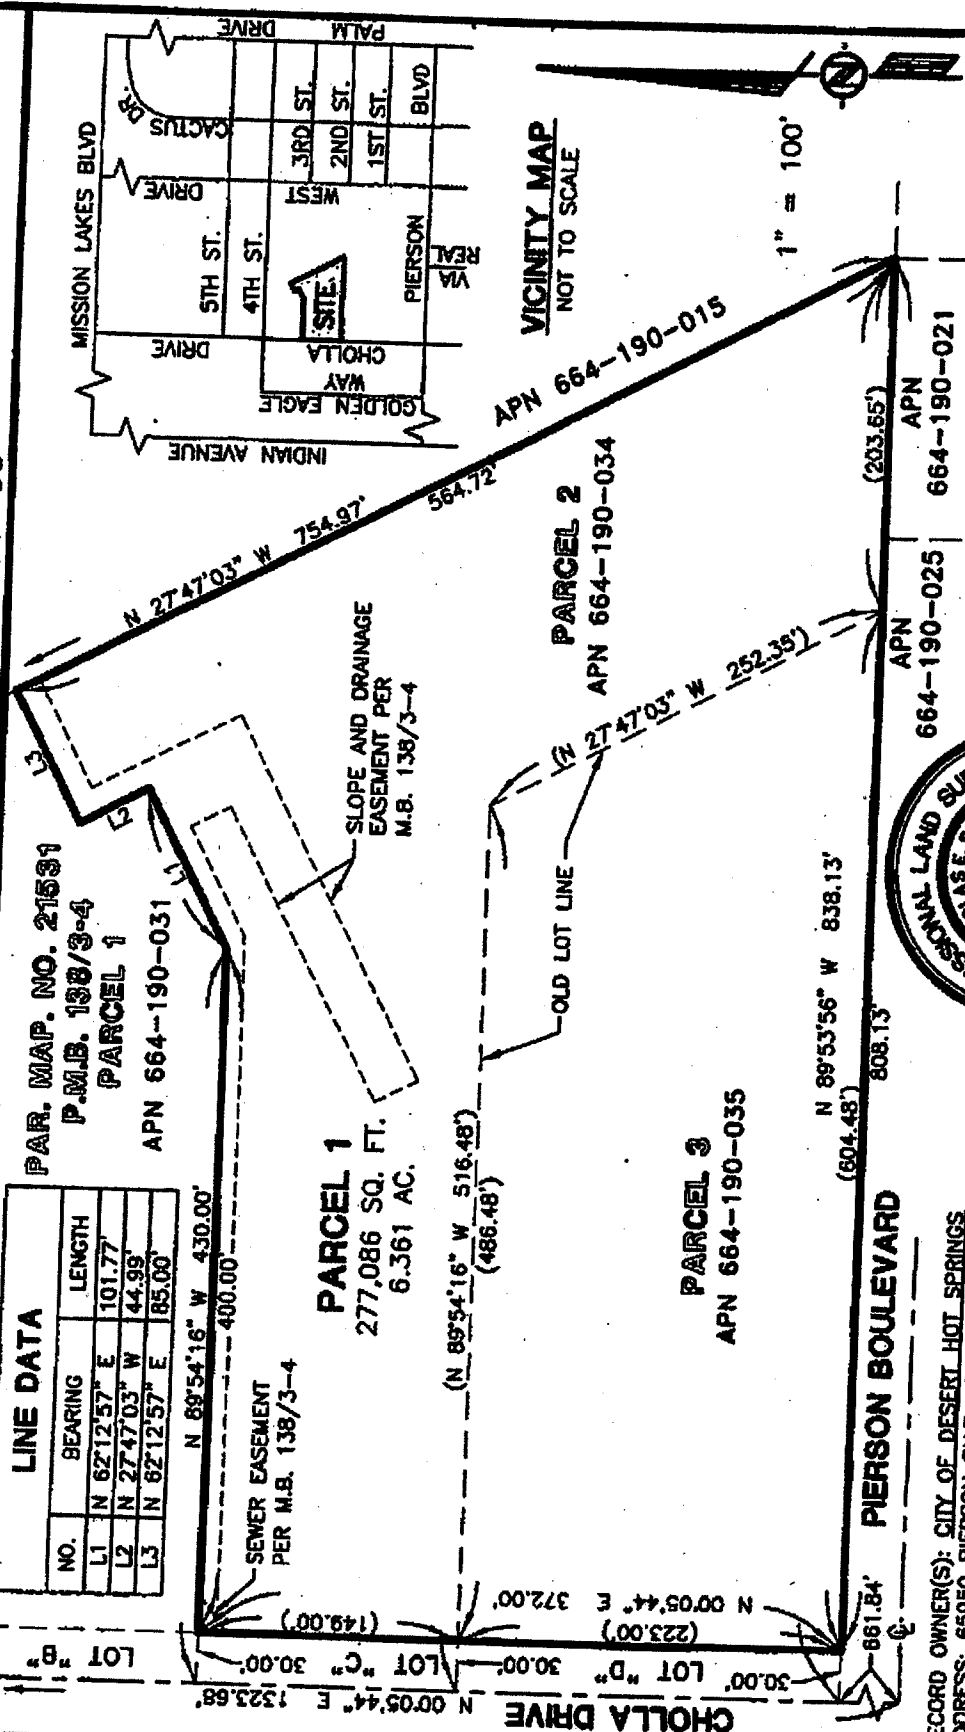 LINE DATA
NO. BEARING LENGTH
L1 N 62°12'57" E 101.77'
L2 N 27°47'03" W 44.99'
L3 N 62°12'57" E 85.00'
PAR. MAP. NO. 21531
P.M.B. 138/3-4
PARCEL 1
APN 664-190-031
MISSION LAKES BLVD
CACTUS DR.
PALM DRIVE
WEST DRIVE
5TH ST.
4TH ST.
3RD ST.
2ND ST.
1ST ST.
PIERSON BLVD
VIA REAL
SITE
CHOLLA DRIVE
GOLDEN EAGLE WAY
INDIAN AVENUE
VICINITY MAP
NOT TO SCALE
N
1" = 100'
L1
L2
L3
N 27°47'03" W 754.97'
564.72'
APN 664-190-015
SLOPE AND DRAINAGE
EASEMENT PER
M.B. 138/3-4
N 89°54'16" W 430.00'
400.00'
SEWER EASEMENT
PER M.B. 138/3-4
PARCEL 1
277,086 SQ. FT.
6.361 AC.
PARCEL 2
APN 664-190-034
(N 27°47'03" W 252.35')
OLD LOT LINE
(N 89°54'16" W 516.48')
(486.48')
PARCEL 3
APN 664-190-035
N 89°53'56" W 838.13'
(604.48')
808.13'
(203.65')
APN
664-190-021
APN
664-190-025
LOT "B"
LOT "C"
LOT "D"
30.00'
30.00'
30.00'
(149.00')
(223.00')
N 00°05'44" E 372.00'
N 00°05'44" E 1323.68'
CHOLLA DRIVE
661.84'
PIERSON BOULEVARD
RECORD OWNER(S): CITY OF DESERT HOT SPRINGS
LAND